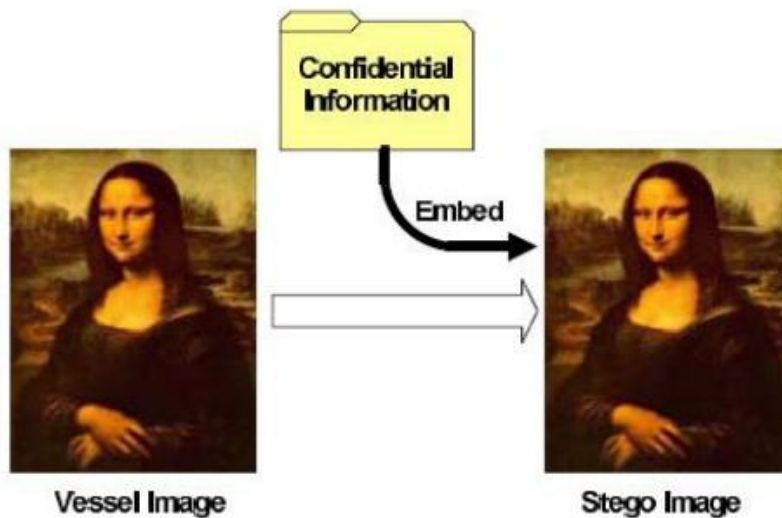 Confidential
Information
Embed
Vessel Image
Stego Image